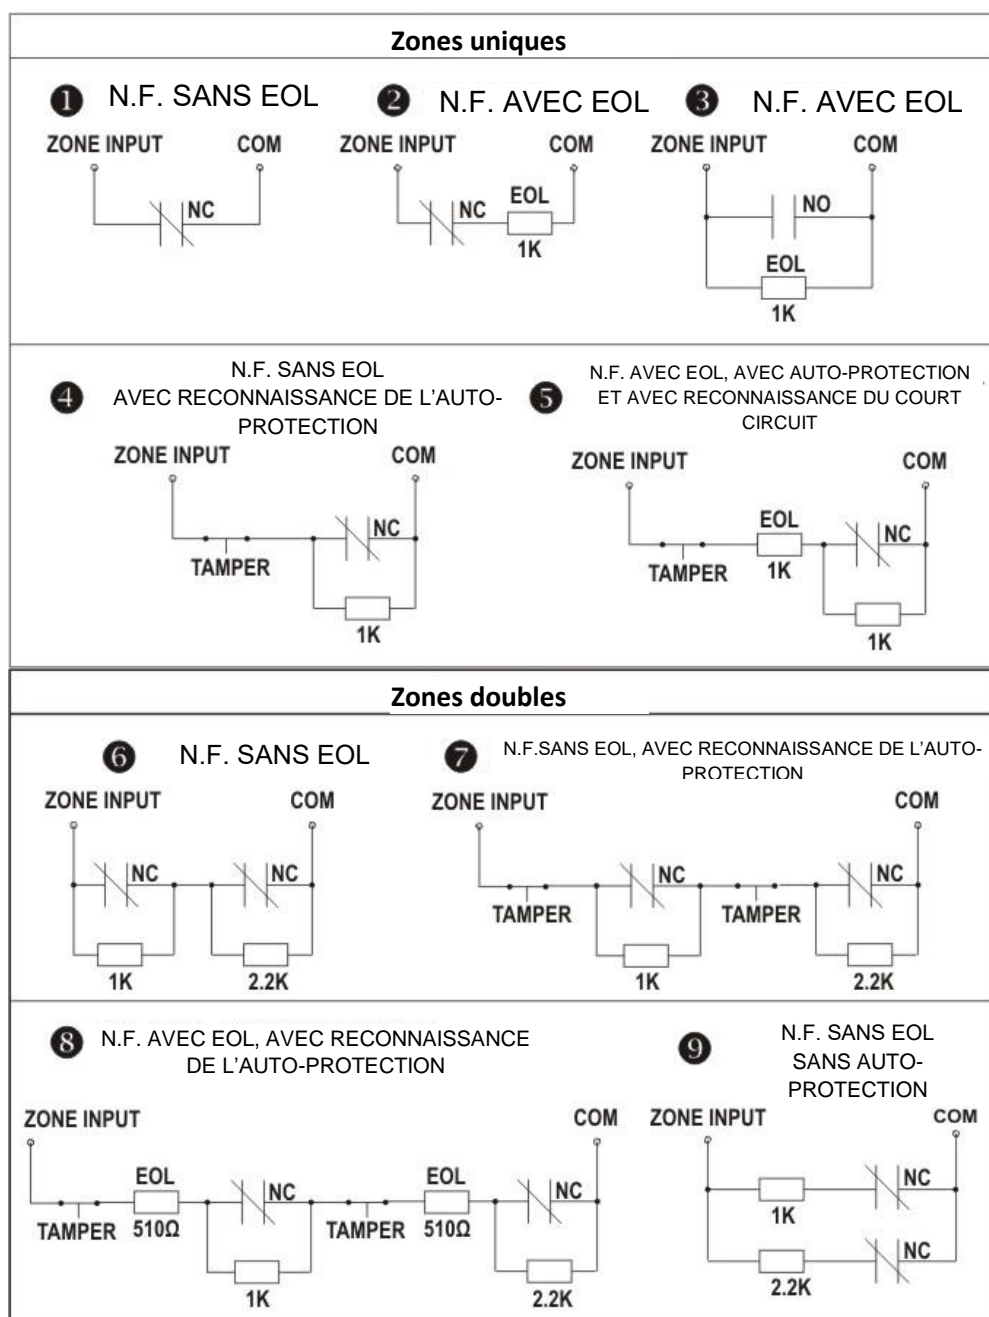 Zones uniques
❶ N.F. SANS EOL
ZONE INPUT COM
NC
❷ N.F. AVEC EOL
ZONE INPUT COM
EOL
NC
1K
❸ N.F. AVEC EOL
ZONE INPUT COM
NO
EOL
1K
❹ N.F. SANS EOL
AVEC RECONNAISSANCE DE L’AUTO-
PROTECTION
ZONE INPUT COM
NC
TAMPER
1K
❺ N.F. AVEC EOL, AVEC AUTO-PROTECTION
ET AVEC RECONNAISSANCE DU COURT
CIRCUIT
ZONE INPUT COM
EOL
NC
TAMPER 1K
1K
Zones doubles
❻ N.F. SANS EOL
ZONE INPUT COM
NC NC
1K 2.2K
❼ N.F.SANS EOL, AVEC RECONNAISSANCE DE L’AUTO-
PROTECTION
ZONE INPUT COM
NC NC
TAMPER TAMPER
1K 2.2K
❽ N.F. AVEC EOL, AVEC RECONNAISSANCE
DE L’AUTO-PROTECTION
ZONE INPUT COM
EOL EOL
NC NC
TAMPER 510Ω TAMPER 510Ω
1K 2.2K
❾ N.F. SANS EOL
SANS AUTO-
PROTECTION
ZONE INPUT COM
NC
1K
NC
2.2K